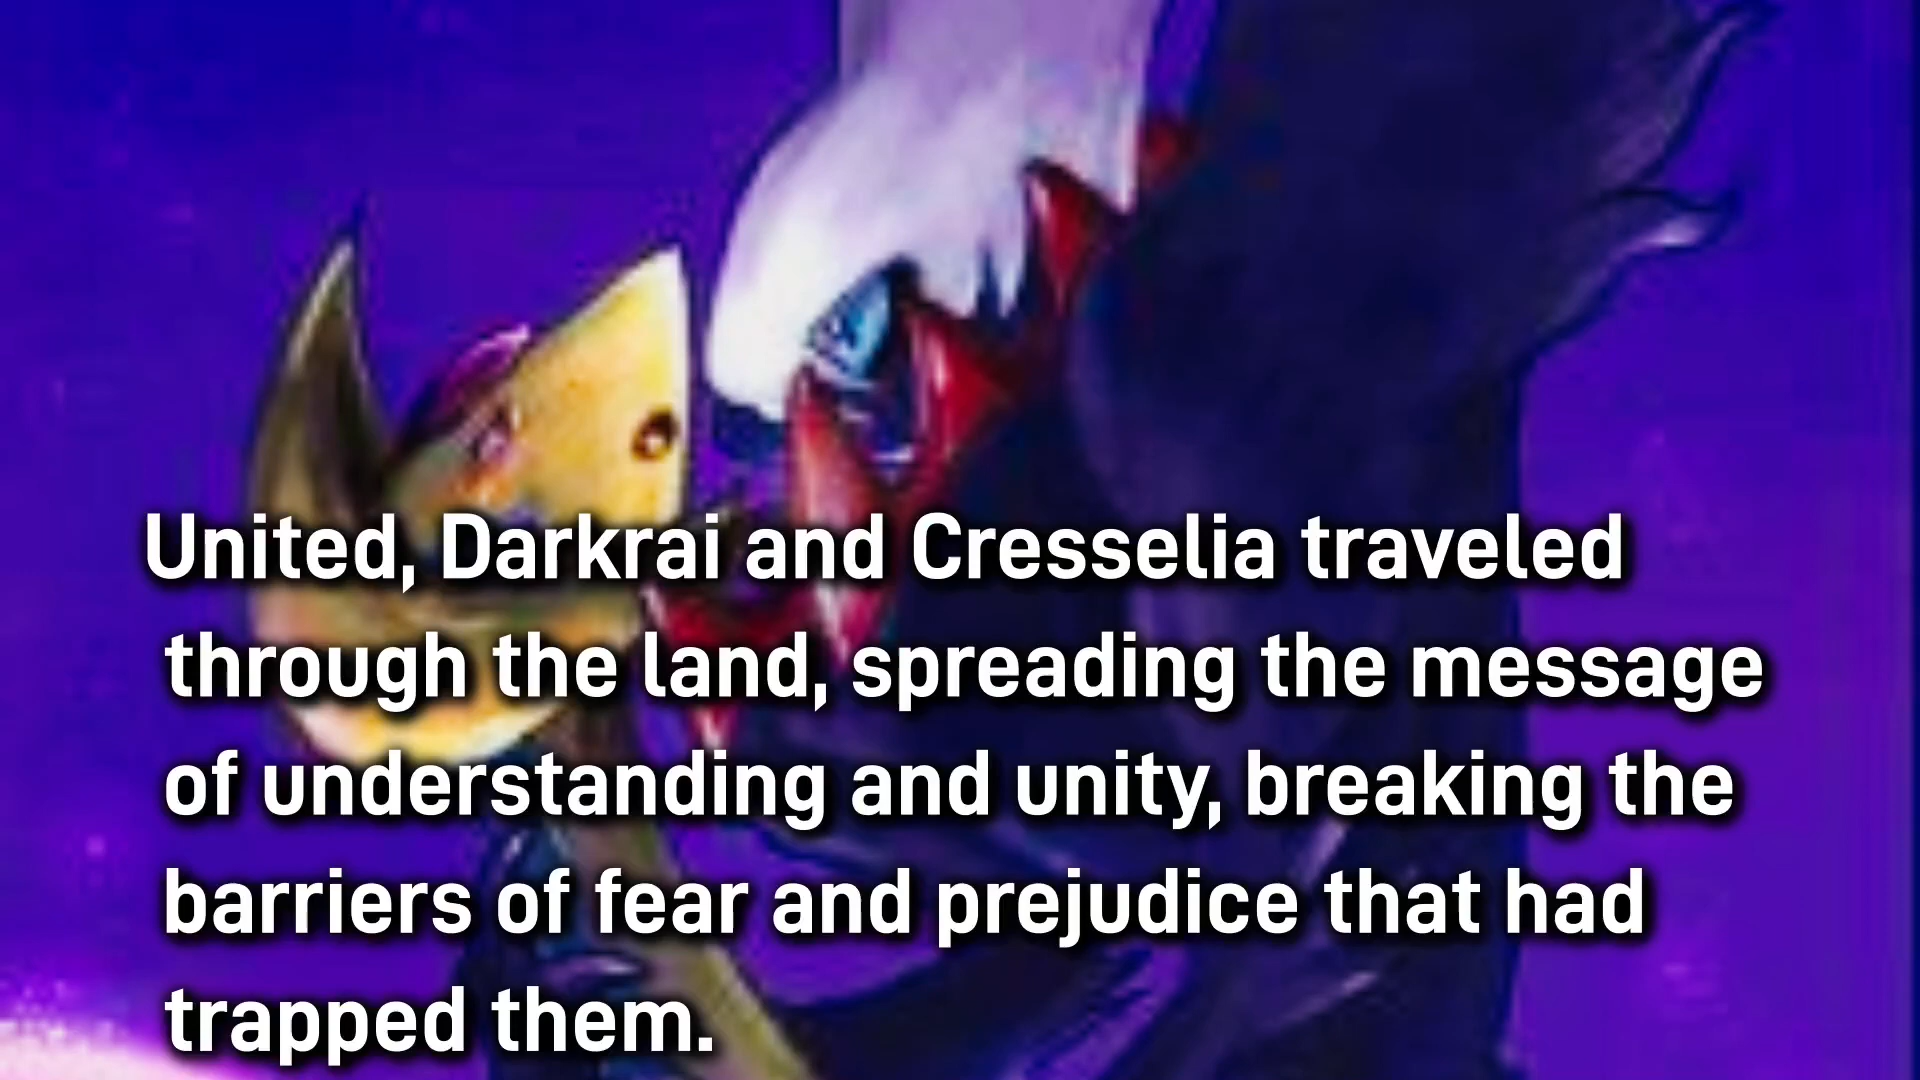 United, Darkrai and Cresselia traveled
through the land, spreading the message
of understanding and unity, breaking the
barriers of fear and prejudice that had
trapped them.